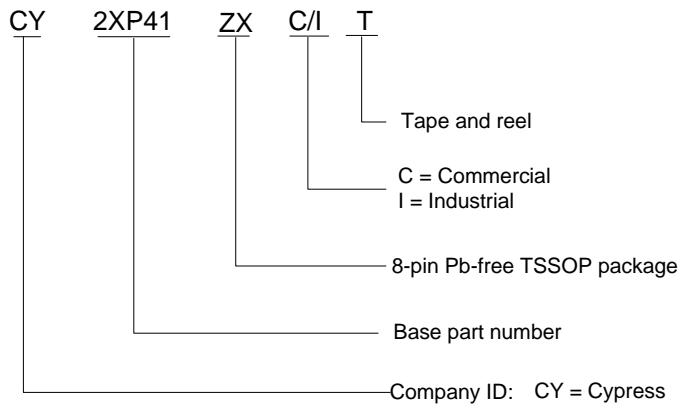 CY 2XP41 ZX C/I T
Tape and reel
C = Commercial
I = Industrial
8-pin Pb-free TSSOP package
Base part number
Company ID: CY = Cypress